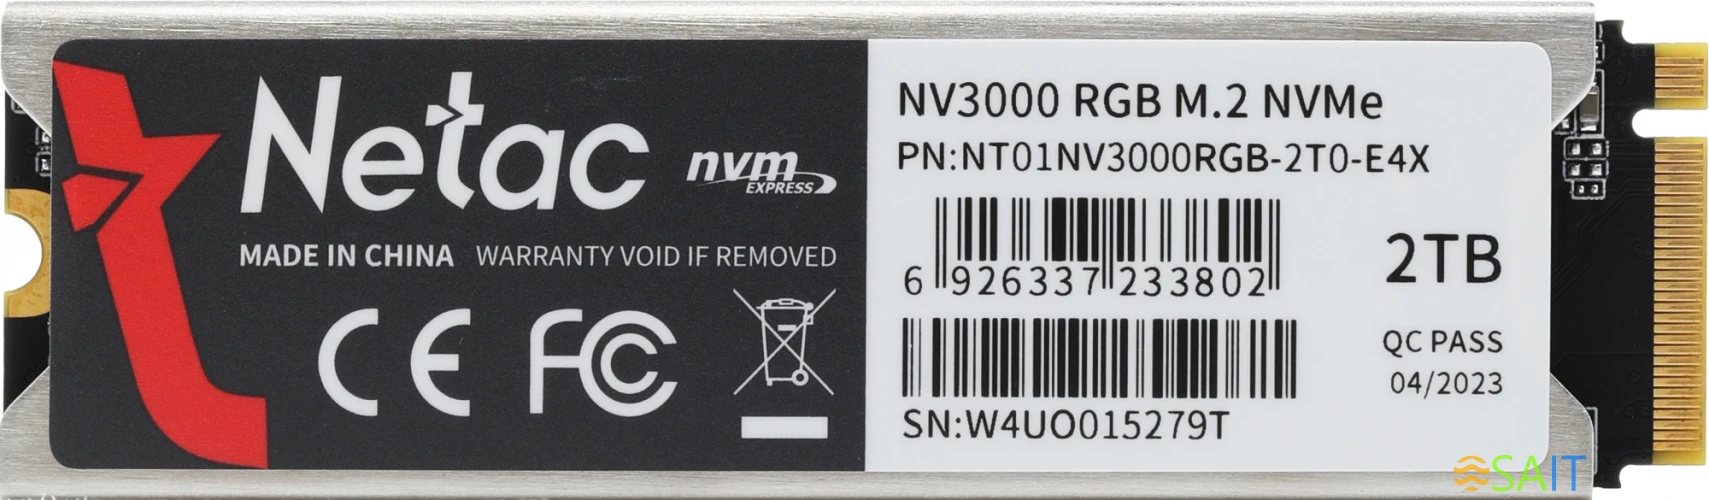 Netac
nvm
EXPRESS
MADE IN CHINA WARRANTY VOID IF REMOVED
CE FC
NV3000 RGB M.2 NVMe
PN:NT01NV3000RGB-2T0-E4X
6 926337 233802
2TB
QC PASS
04/2023
SN:W4UO015279T
SAIT